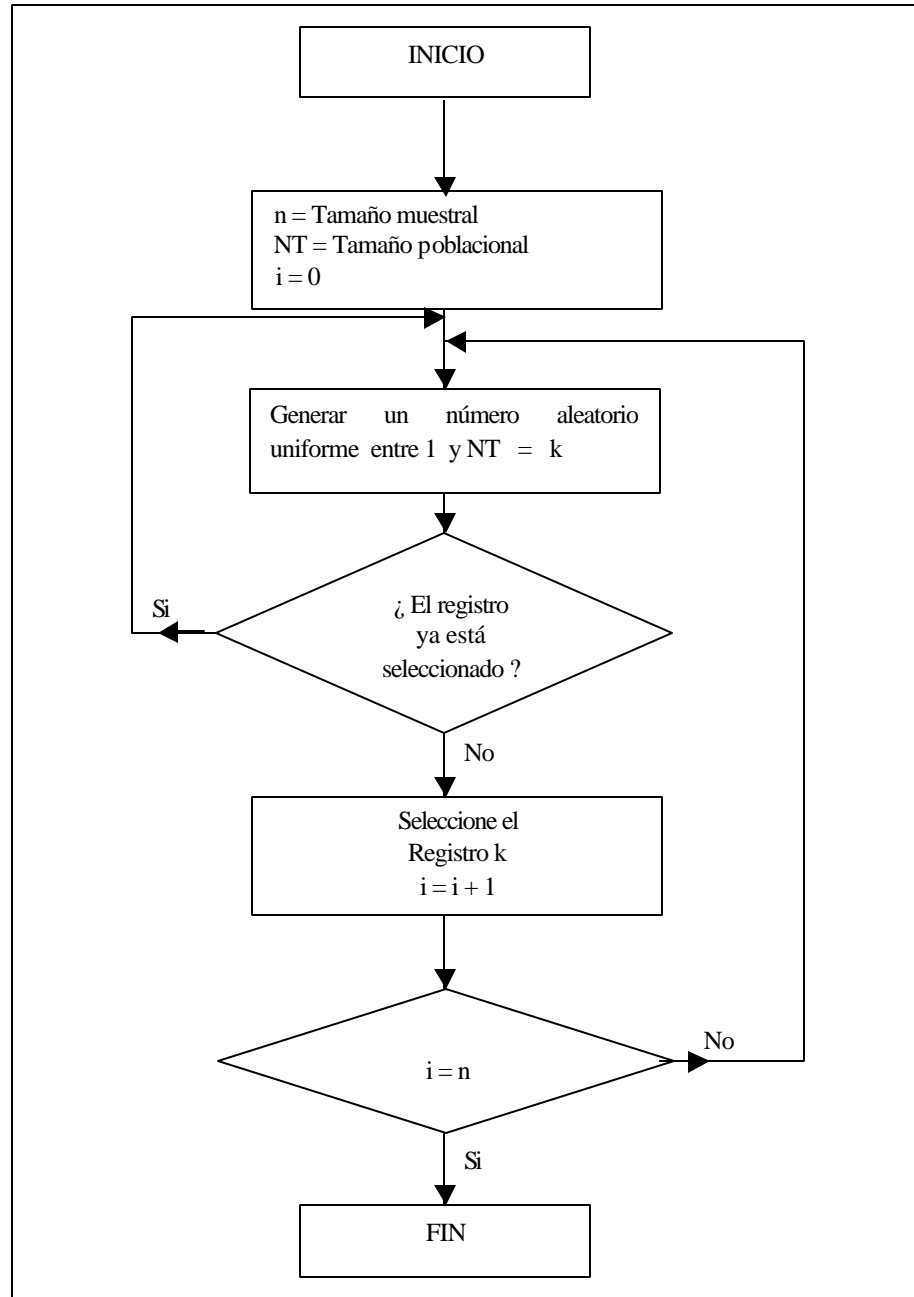 INICIO
n = Tamaño muestral
NT = Tamaño poblacional
i = 0
Generar un número aleatorio
uniforme entre 1 y NT = k
¿ El registro
ya está
seleccionado ?
Si
No
Seleccione el
Registro k
i = i + 1
i = n
No
Si
FIN